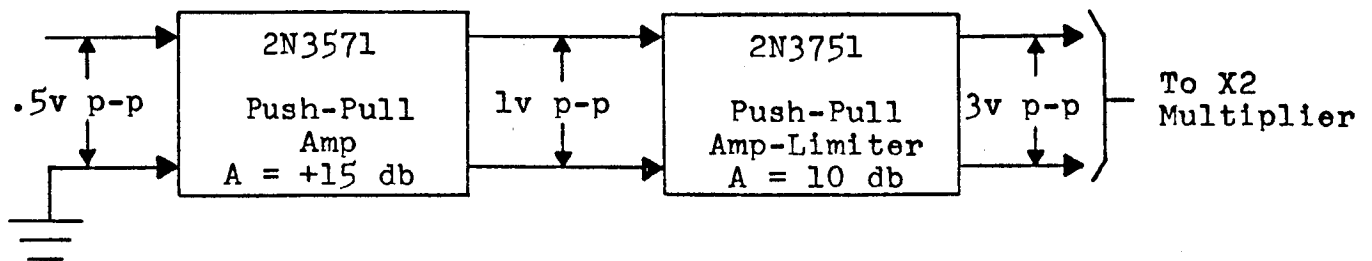 .5v p-p
2N3571
Push-Pull
Amp
A = +15 db
1v p-p
2N3751
Push-Pull
Amp-Limiter
A = 10 db
3v p-p
To X2
Multiplier